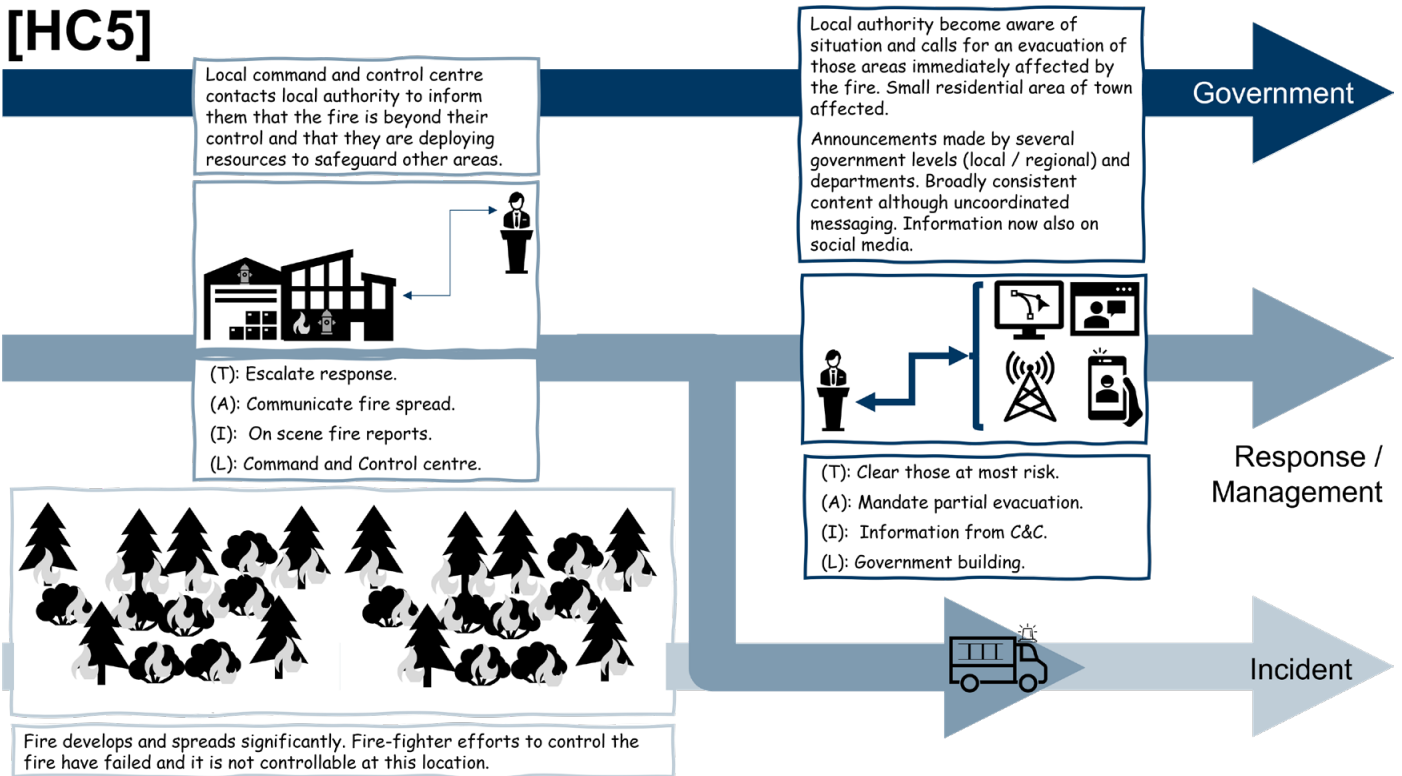 [HC5]
Local command and control centre
contacts local authority to inform
them that the fire is beyond their
control and that they are deploying
resources to safeguard other areas.
Local authority become aware of
situation and calls for an evacuation of
those areas immediately affected by
the fire. Small residential area of town
affected.
Announcements made by several
government levels (local / regional) and
departments. Broadly consistent
content although uncoordinated
messaging. Information now also on
social media.
Government
(T): Escalate response.
(A): Communicate fire spread.
(I): On scene fire reports.
(L): Command and Control centre.
(T): Clear those at most risk.
(A): Mandate partial evacuation.
(I): Information from C&C.
(L): Government building.
Response /
Management
Incident
Fire develops and spreads significantly. Fire-fighter efforts to control the
fire have failed and it is not controllable at this location.